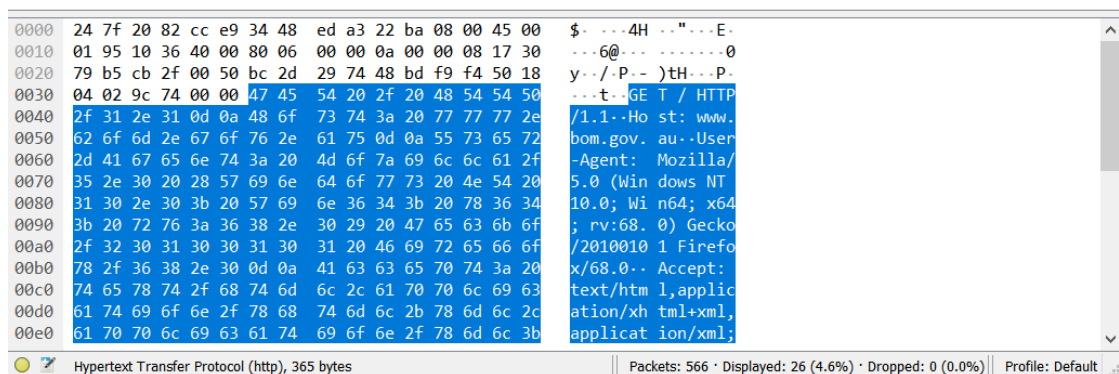 0000 24 7f 20 82 cc e9 34 48 ed a3 22 ba 08 00 45 00 $· ···4H ··"···E·
0010 01 95 10 36 40 00 80 06 00 00 0a 00 00 08 17 30 ···6@··· ·······0
0020 79 b5 cb 2f 00 50 bc 2d 29 74 48 bd f9 f4 50 18 y··/·P·- )tH···P·
0030 04 02 9c 74 00 00 47 45 54 20 2f 20 48 54 54 50 ···t··GE T / HTTP
0040 2f 31 2e 31 0d 0a 48 6f 73 74 3a 20 77 77 77 2e /1.1··Ho st: www.
0050 62 6f 6d 2e 67 6f 76 2e 61 75 0d 0a 55 73 65 72 bom.gov. au··User
0060 2d 41 67 65 6e 74 3a 20 4d 6f 7a 69 6c 6c 61 2f -Agent: Mozilla/
0070 35 2e 30 20 28 57 69 6e 64 6f 77 73 20 4e 54 20 5.0 (Win dows NT
0080 31 30 2e 30 3b 20 57 69 6e 36 34 3b 20 78 36 34 10.0; Wi n64; x64
0090 3b 20 72 76 3a 36 38 2e 30 29 20 47 65 63 6b 6f ; rv:68. 0) Gecko
00a0 2f 32 30 31 30 30 31 30 31 20 46 69 72 65 66 6f /2010010 1 Firefo
00b0 78 2f 36 38 2e 30 0d 0a 41 63 63 65 70 74 3a 20 x/68.0·· Accept:
00c0 74 65 78 74 2f 68 74 6d 6c 2c 61 70 70 6c 69 63 text/htm l,applic
00d0 61 74 69 6f 6e 2f 78 68 74 6d 6c 2b 78 6d 6c 2c ation/xh tml+xml,
00e0 61 70 70 6c 69 63 61 74 69 6f 6e 2f 78 6d 6c 3b applicat ion/xml;
Hypertext Transfer Protocol (http), 365 bytes Packets: 566 · Displayed: 26 (4.6%) · Dropped: 0 (0.0%) Profile: Default